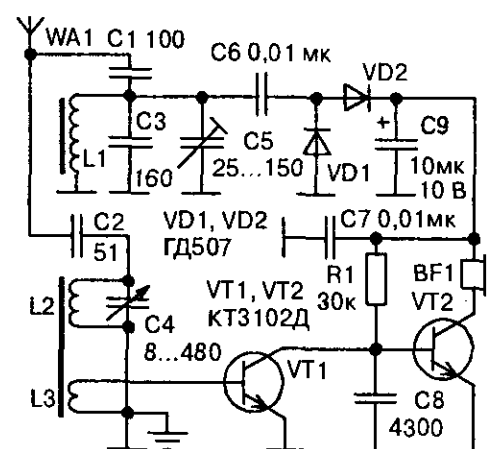 WA1 C1 100
C6 0,01 мк
VD2
C3
L1
160
C5
25...150
VD1
+
C9
10мк
10 В
C2
51
VD1, VD2
ГД507
C7 0,01мк
R1
30к
BF1
VT2
L2
C4
8...480
VT1, VT2
КТ3102Д
VT1
L3
C8
4300